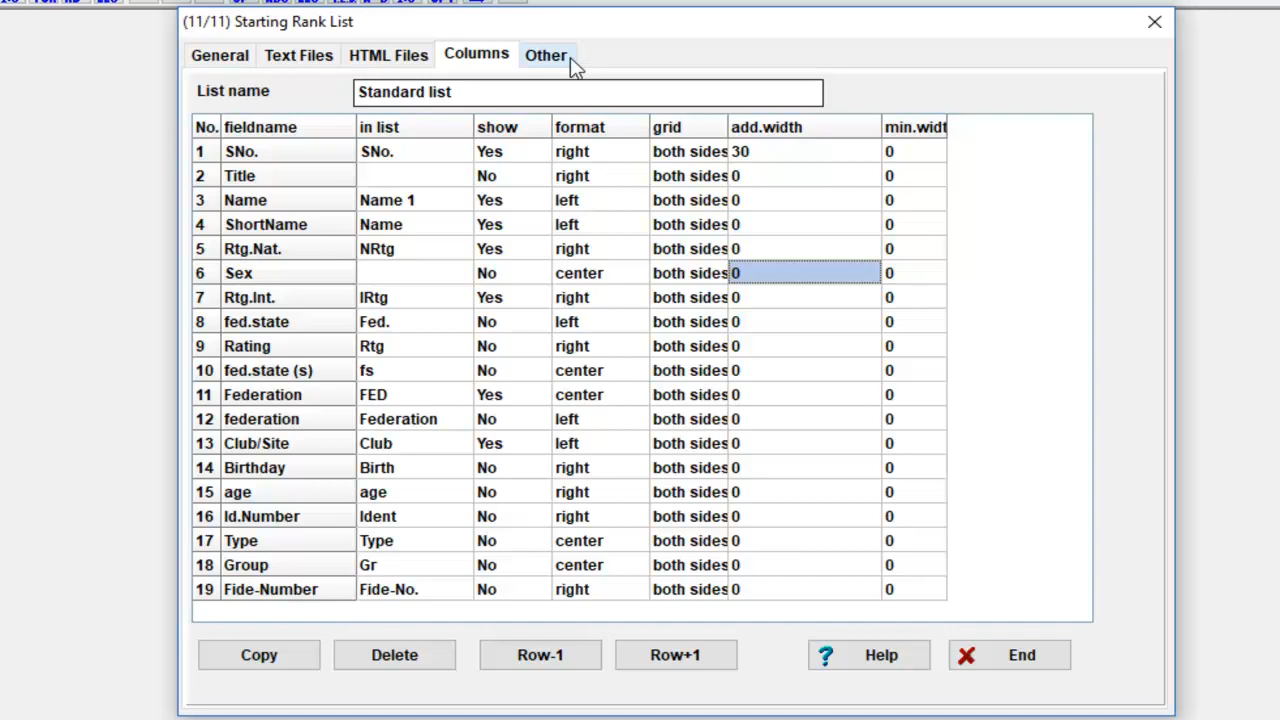 (11/11) Starting Rank List
General Text Files HTML Files Columns Other
List name Standard list
No. fieldname in list show format grid add.width min.widt
1 SNo. SNo. Yes right both sides 30 0
2 Title No right both sides 0 0
3 Name Name 1 Yes left both sides 0 0
4 ShortName Name Yes left both sides 0 0
5 Rtg.Nat. NRtg Yes right both sides 0 0
6 Sex No center both sides 0 0
7 Rtg.Int. IRtg Yes right both sides 0 0
8 fed.state Fed. No left both sides 0 0
9 Rating Rtg No right both sides 0 0
10 fed.state (s) fs No center both sides 0 0
11 Federation FED Yes center both sides 0 0
12 federation Federation No left both sides 0 0
13 Club/Site Club Yes left both sides 0 0
14 Birthday Birth No right both sides 0 0
15 age age No right both sides 0 0
16 Id.Number Ident No right both sides 0 0
17 Type Type No center both sides 0 0
18 Group Gr No center both sides 0 0
19 Fide-Number Fide-No. No right both sides 0 0
Copy Delete Row-1 Row+1 ? Help End